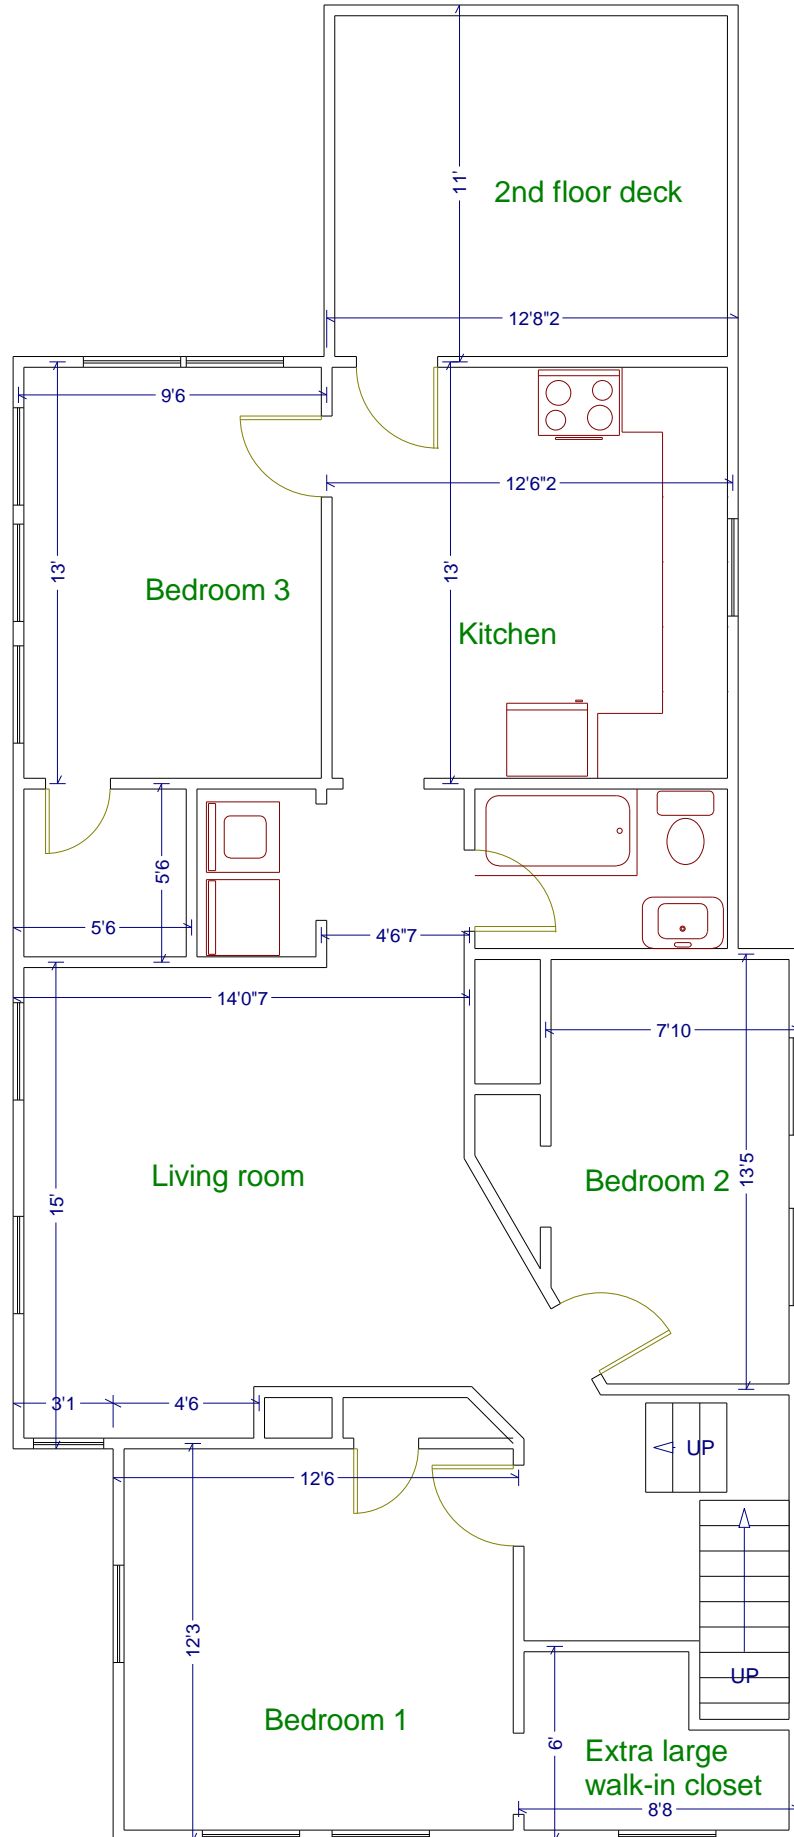 11'
2nd floor deck
12'8"2
9'6
12'6"2
13'
13'
Bedroom 3
Kitchen
5'6
5'6
4'6"7
14'0"7
7'10
13'5
Living room
Bedroom 2
15'
3'1
4'6
UP
12'6
12'3
UP
Bedroom 1
6'
Extra large
walk-in closet
8'8